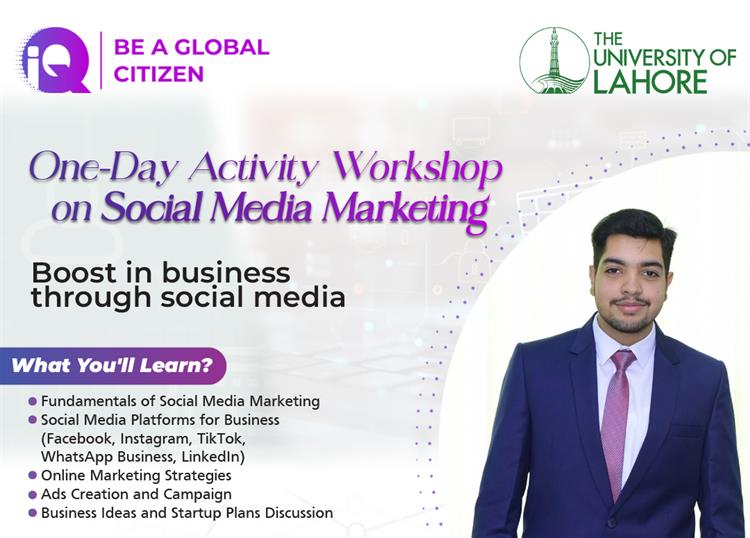 iQ
BE A GLOBAL
CITIZEN
THE
UNIVERSITY OF
LAHORE
One-Day Activity Workshop
on Social Media Marketing
Boost in business
through social media
What You'll Learn?
Fundamentals of Social Media Marketing
Social Media Platforms for Business
(Facebook, Instagram, TikTok,
WhatsApp Business, LinkedIn)
Online Marketing Strategies
Ads Creation and Campaign
Business Ideas and Startup Plans Discussion